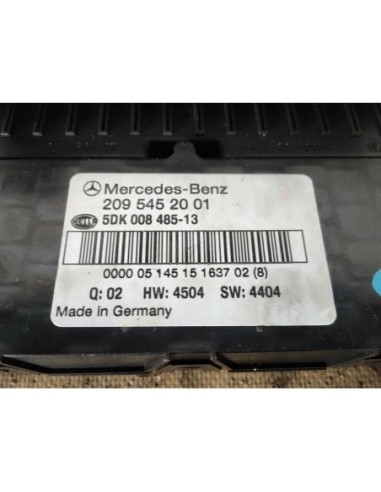 Mercedes-Benz
209 545 20 01
HELLA 5DK 008 485-13
0000 05 145 15 1637 02 (8)
Q: 02 HW: 4504 SW: 4404
Made in Germany